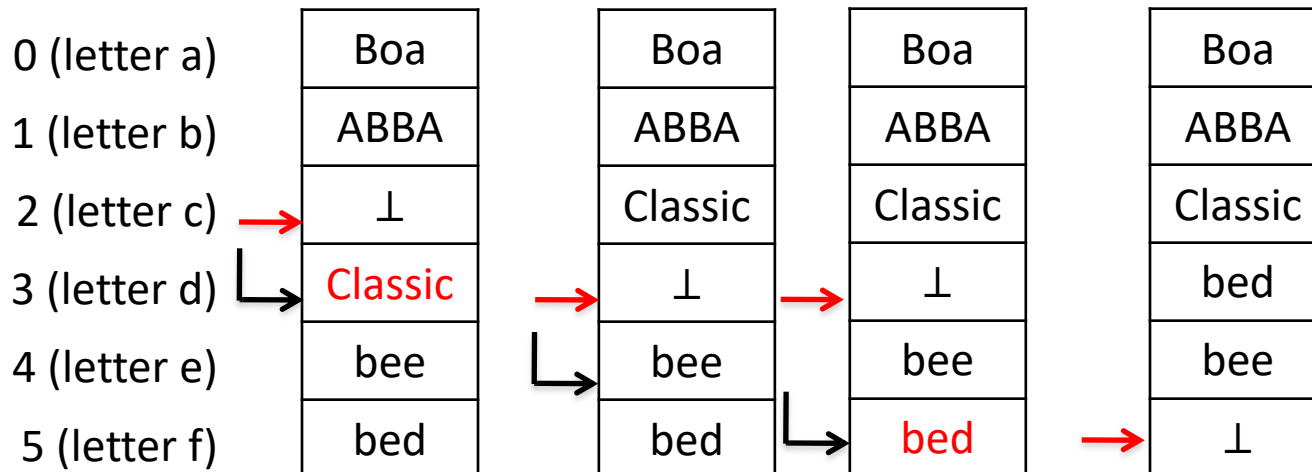 0 (letter a) Boa Boa Boa Boa
1 (letter b) ABBA ABBA ABBA ABBA
2 (letter c) ⊥ Classic Classic Classic
3 (letter d) Classic ⊥ ⊥ bed
4 (letter e) bee bee bee bee
5 (letter f) bed bed bed ⊥